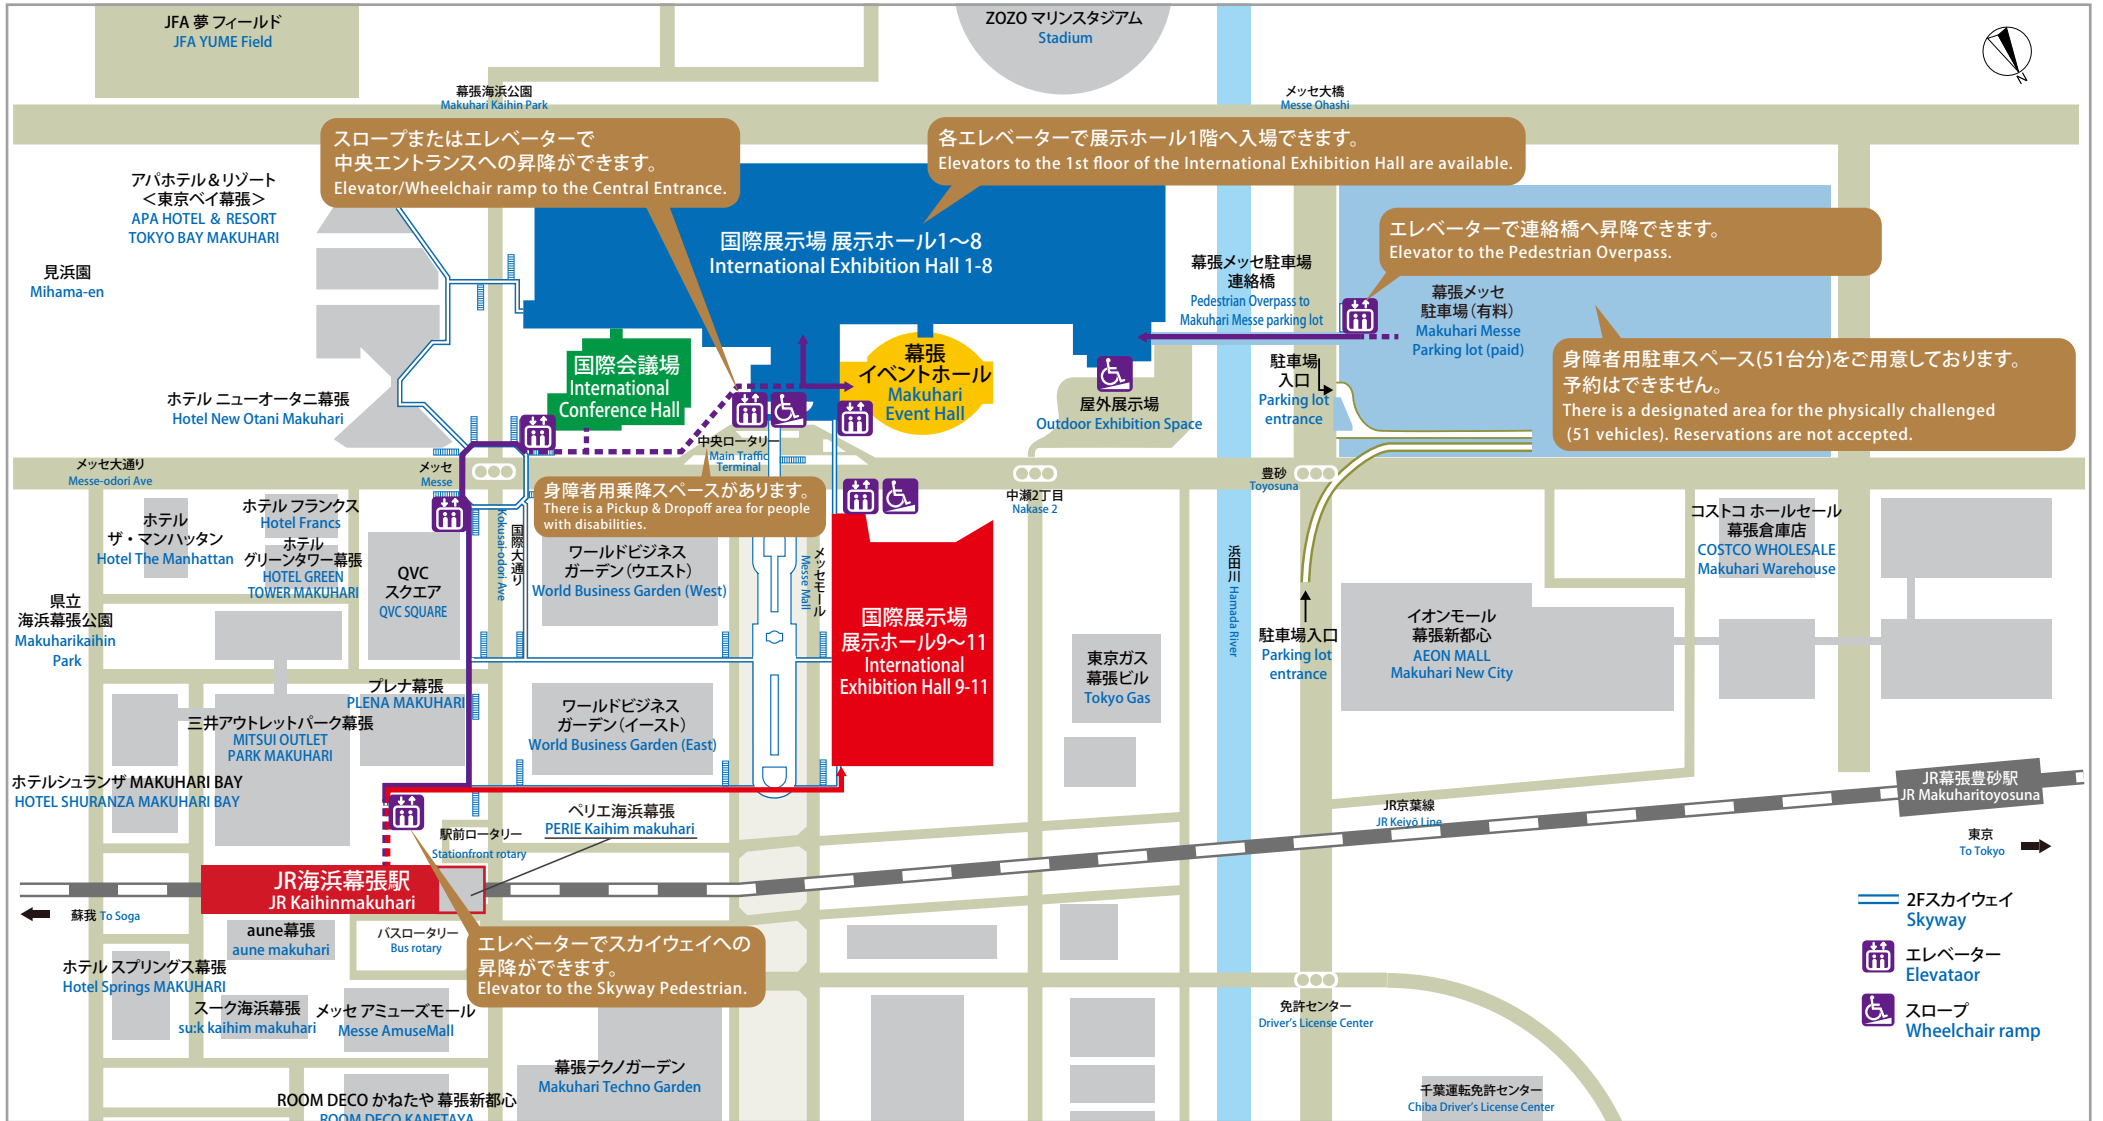 JFA 夢 フィールド
JFA YUME Field
ZOZO マリンスタジアム
Stadium
N
幕張海浜公園
Makuhari Kaihin Park
メッセ大橋
Messe Ohashi
スロープまたはエレベーターで
中央エントランスへの昇降ができます。
Elevator/Wheelchair ramp to the Central Entrance.
各エレベーターで展示ホール1階へ入場できます。
Elevators to the 1st floor of the International Exhibition Hall are available.
アパホテル&リゾート
＜東京ベイ幕張＞
APA HOTEL & RESORT
TOKYO BAY MAKUHARI
見浜園
Mihama-en
国際展示場 展示ホール1〜8
International Exhibition Hall 1-8
幕張メッセ駐車場
連絡橋
Pedestrian Overpass to
Makuhari Messe parking lot
エレベーターで連絡橋へ昇降できます。
Elevator to the Pedestrian Overpass.
幕張メッセ
駐車場(有料)
Makuhari Messe
Parking lot (paid)
身障者用駐車スペース(51台分)をご用意しております。
予約はできません。
There is a designated area for the physically challenged
(51 vehicles). Reservations are not accepted.
国際会議場
International
Conference Hall
幕張
イベントホール
Makuhari
Event Hall
屋外展示場
Outdoor Exhibition Space
駐車場
入口
Parking lot
entrance
ホテル ニューオータニ幕張
Hotel New Otani Makuhari
中央ロータリー
Main Traffic
Terminal
メッセ大通り
Messe-odori Ave
メッセ
Messe
中瀬2丁目
Nakase 2
豊砂
Toyosuna
身障者用乗降スペースがあります。
There is a Pickup & Dropoff area for people
with disabilities.
ホテル
ザ・マンハッタン
Hotel The Manhattan
ホテル フランクス
Hotel Francs
ホテル
グリーンタワー幕張
HOTEL GREEN
TOWER MAKUHARI
QVC
スクエア
QVC SQUARE
国際大通り
Kokusai-odori Ave
ワールドビジネス
ガーデン(ウエスト)
World Business Garden (West)
メッセモール
Messe Mall
国際展示場
展示ホール9〜11
International
Exhibition Hall 9-11
浜田川 Hamada River
コストコ ホールセール
幕張倉庫店
COSTCO WHOLESALE
Makuhari Warehouse
県立
海浜幕張公園
Makuharikaihin
Park
イオンモール
幕張新都心
AEON MALL
Makuhari New City
駐車場入口
Parking lot
entrance
東京ガス
幕張ビル
Tokyo Gas
プレナ幕張
PLENA MAKUHARI
三井アウトレットパーク幕張
MITSUI OUTLET
PARK MAKUHARI
ワールドビジネス
ガーデン(イースト)
World Business Garden (East)
ホテルシュランザ MAKUHARI BAY
HOTEL SHURANZA MAKUHARI BAY
ペリエ海浜幕張
PERIE Kaihim makuhari
駅前ロータリー
Stationfront rotary
JR京葉線
JR Keiyō Line
JR幕張豊砂駅
JR Makuharitoyosuna
東京
To Tokyo
JR海浜幕張駅
JR Kaihinmakuhari
蘇我 To Soga
aune幕張
aune makuhari
バスロータリー
Bus rotary
エレベーターでスカイウェイへの
昇降ができます。
Elevator to the Skyway Pedestrian.
ホテル スプリングス幕張
Hotel Springs MAKUHARI
スーク海浜幕張
su:k kaihim makuhari
メッセ アミューズモール
Messe AmuseMall
幕張テクノガーデン
Makuhari Techno Garden
ROOM DECO かねたや 幕張新都心
ROOM DECO KANETAYA
免許センター
Driver's License Center
千葉運転免許センター
Chiba Driver's License Center
2Fスカイウェイ
Skyway
エレベーター
Elevataor
スロープ
Wheelchair ramp